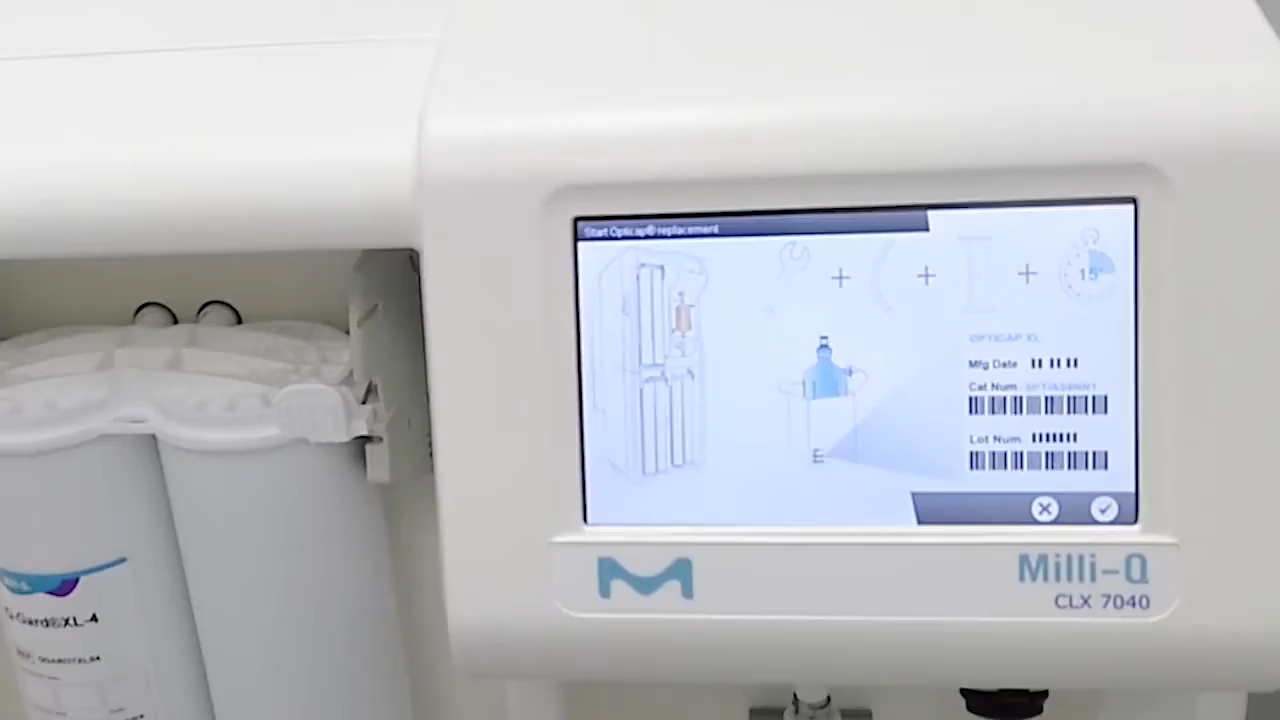 Start Opticap® replacement
15'
OPTICAP XL
Mfg Date
Cat Num
Lot Num.
E
Milli-Q
CLX 7040
Q-Gard®XL-4